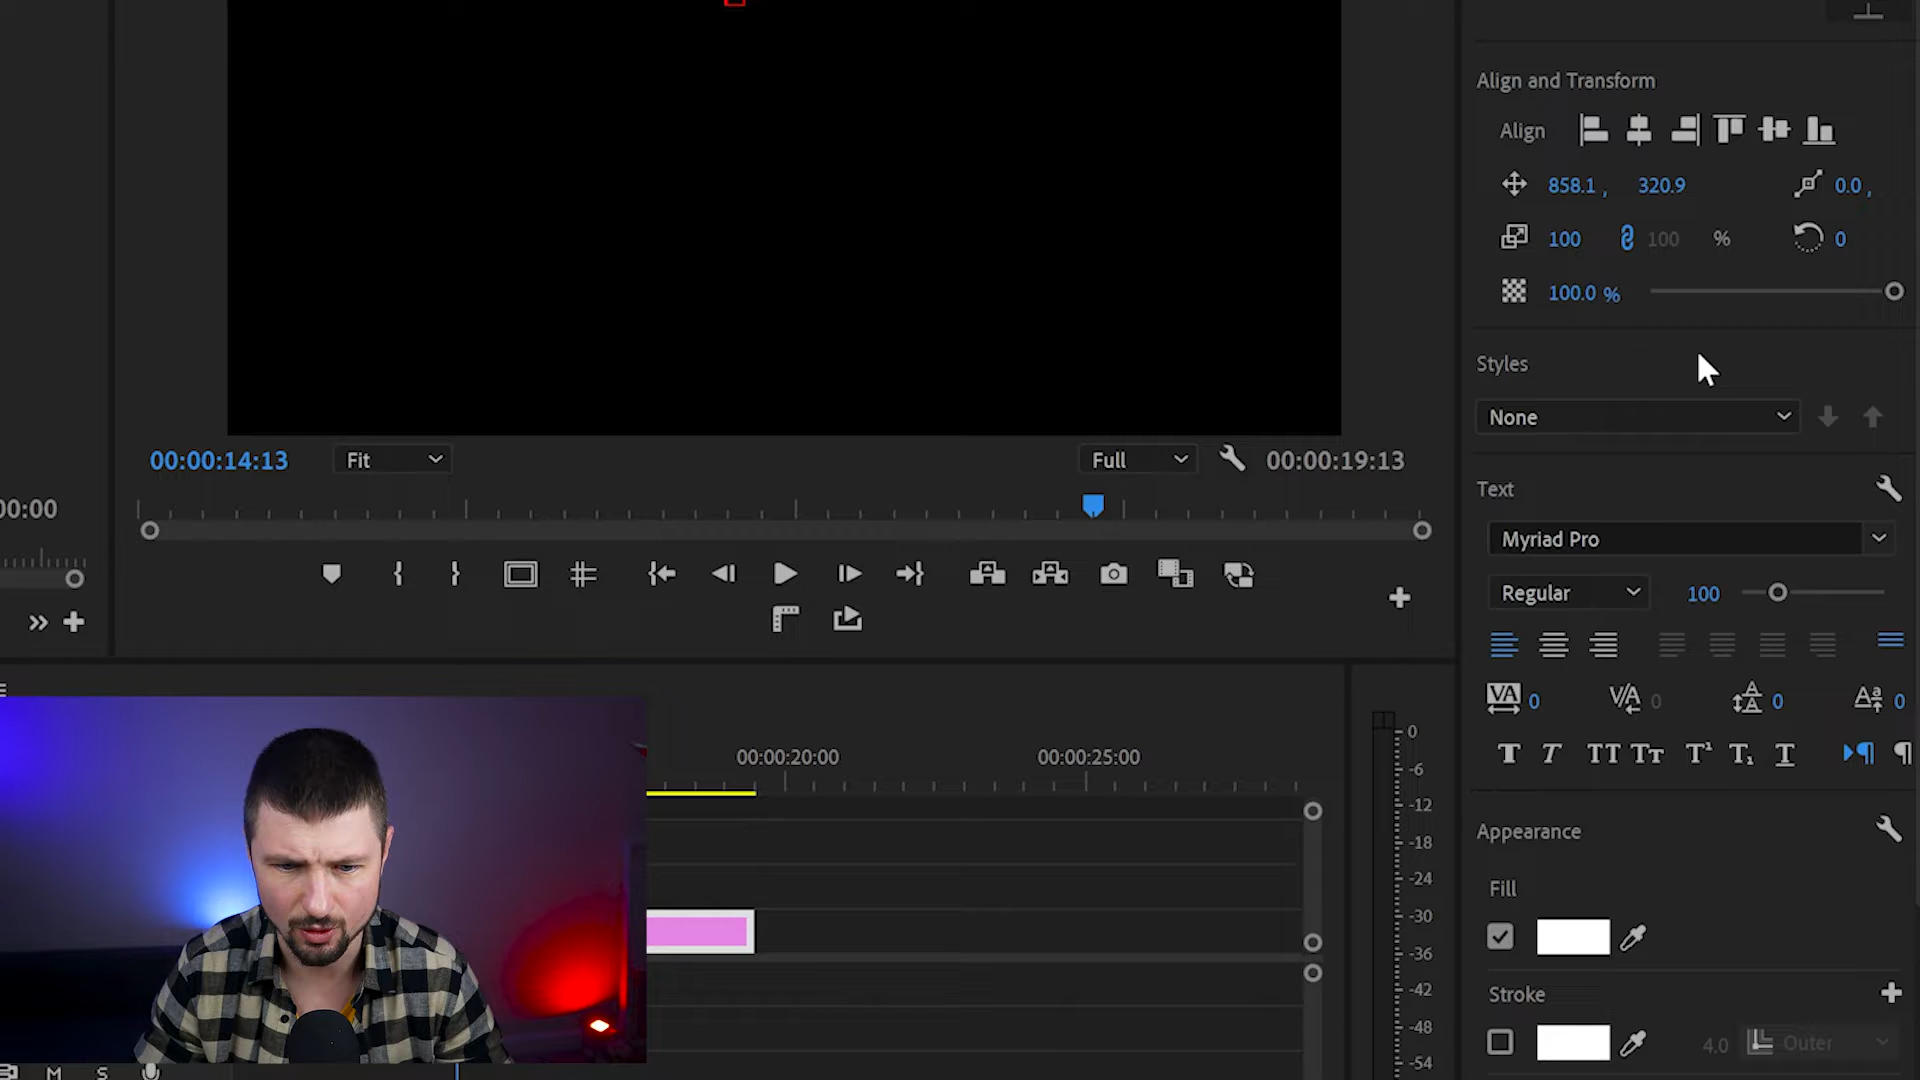 Align and Transform
Align
858.1 , 320.9 0.0 ,
100 100 % 0
100.0 %
Styles
None
00:00:14:13 Fit Full 00:00:19:13
Text
00:00
Myriad Pro
Regular 100
0 0 0 0
00:00:20:00 00:00:25:00
0
-6
-12
-18
-24
-30
-36
-42
-48
-54
Appearance
Fill
Stroke
4.0 Outer
M S